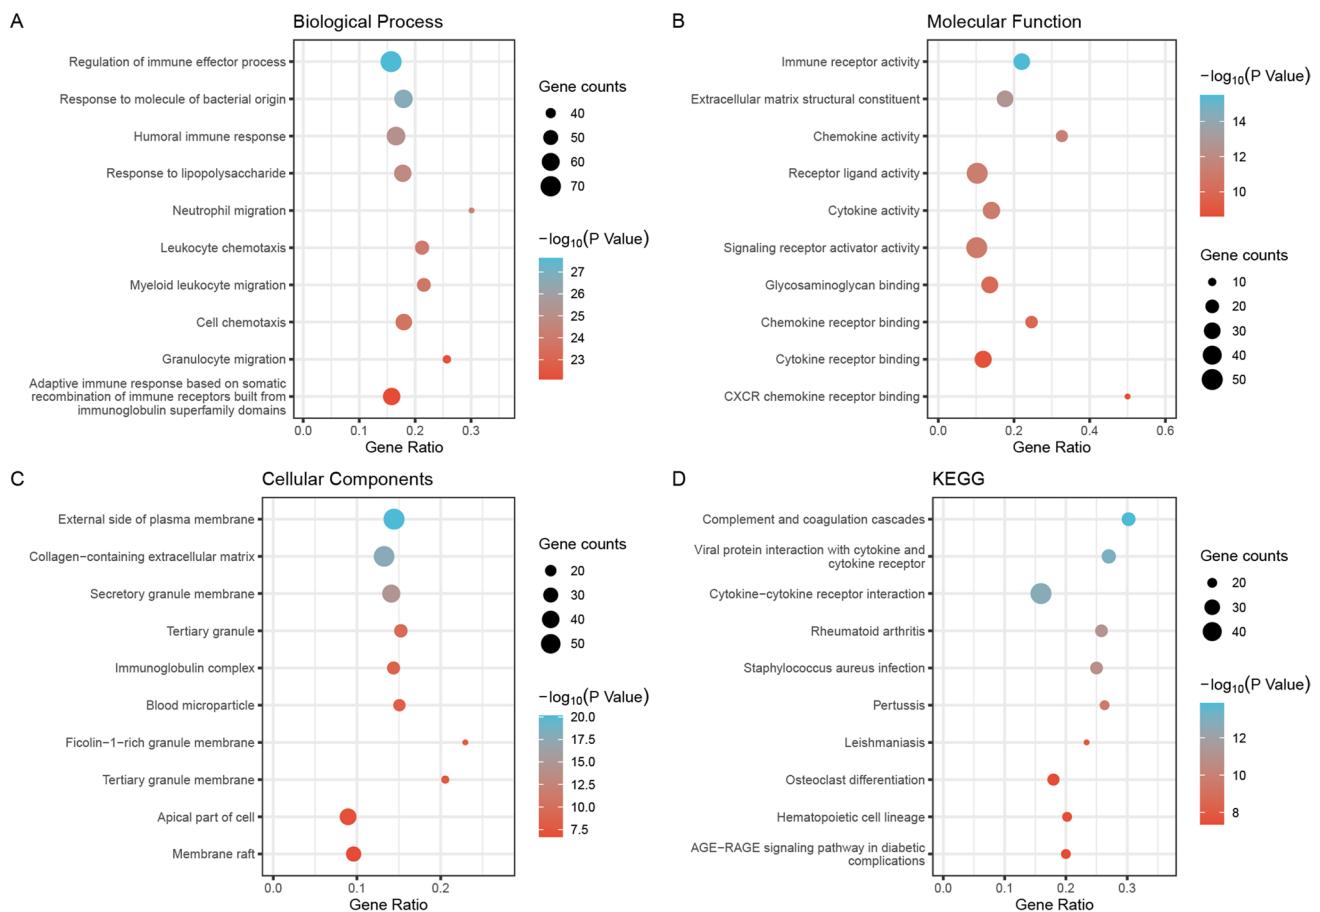 A
Biological Process
Regulation of immune effector process
Response to molecule of bacterial origin
Humoral immune response
Response to lipopolysaccharide
Neutrophil migration
Leukocyte chemotaxis
Myeloid leukocyte migration
Cell chemotaxis
Granulocyte migration
Adaptive immune response based on somatic
recombination of immune receptors built from
immunoglobulin superfamily domains
0.0 0.1 0.2 0.3
Gene Ratio
Gene counts
40
50
60
70
−log10(P Value)
27
26
25
24
23
B
Molecular Function
Immune receptor activity
Extracellular matrix structural constituent
Chemokine activity
Receptor ligand activity
Cytokine activity
Signaling receptor activator activity
Glycosaminoglycan binding
Chemokine receptor binding
Cytokine receptor binding
CXCR chemokine receptor binding
0.0 0.2 0.4 0.6
Gene Ratio
−log10(P Value)
14
12
10
Gene counts
10
20
30
40
50
C
Cellular Components
External side of plasma membrane
Collagen−containing extracellular matrix
Secretory granule membrane
Tertiary granule
Immunoglobulin complex
Blood microparticle
Ficolin−1−rich granule membrane
Tertiary granule membrane
Apical part of cell
Membrane raft
0.0 0.1 0.2
Gene Ratio
Gene counts
20
30
40
50
−log10(P Value)
20.0
17.5
15.0
12.5
10.0
7.5
D
KEGG
Complement and coagulation cascades
Viral protein interaction with cytokine and
cytokine receptor
Cytokine−cytokine receptor interaction
Rheumatoid arthritis
Staphylococcus aureus infection
Pertussis
Leishmaniasis
Osteoclast differentiation
Hematopoietic cell lineage
AGE−RAGE signaling pathway in diabetic
complications
0.0 0.1 0.2 0.3
Gene Ratio
Gene counts
20
30
40
−log10(P Value)
12
10
8